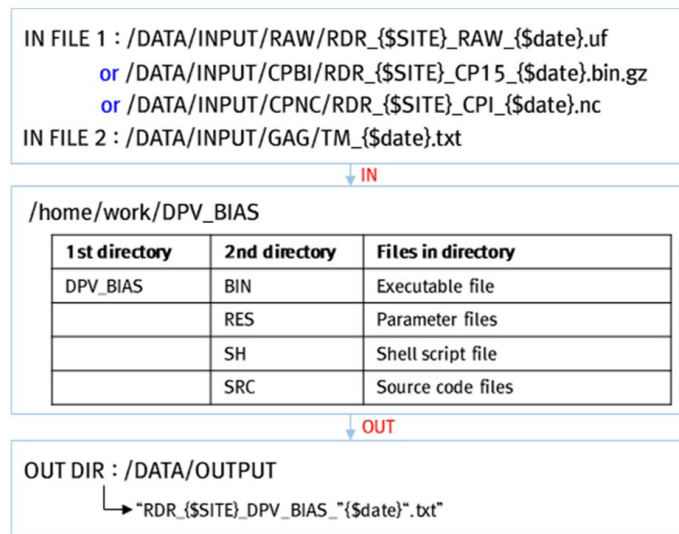 IN FILE 1 : /DATA/INPUT/RAW/RDR_{$SITE}_RAW_{$date}.uf
or /DATA/INPUT/CPBI/RDR_{$SITE}_CP15_{$date}.bin.gz
or /DATA/INPUT/CPNC/RDR_{$SITE}_CPI_{$date}.nc
IN FILE 2 : /DATA/INPUT/GAG/TM_{$date}.txt
IN
/home/work/DPV_BIAS
1st directory 2nd directory Files in directory
DPV_BIAS BIN Executable file
RES Parameter files
SH Shell script file
SRC Source code files
OUT
OUT DIR : /DATA/OUTPUT
“RDR_{$SITE}_DPV_BIAS_”{$date}“.txt”